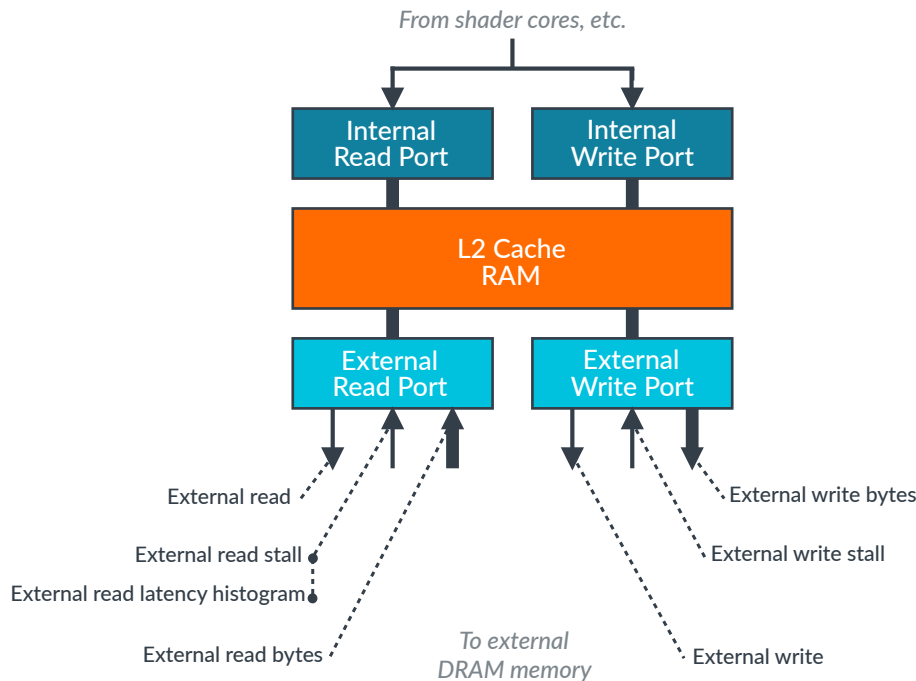 From shader cores, etc.
Internal
Read Port
Internal
Write Port
L2 Cache
RAM
External
Read Port
External
Write Port
External read
External write bytes
External read stall
External write stall
External read latency histogram
External read bytes
To external
DRAM memory
External write